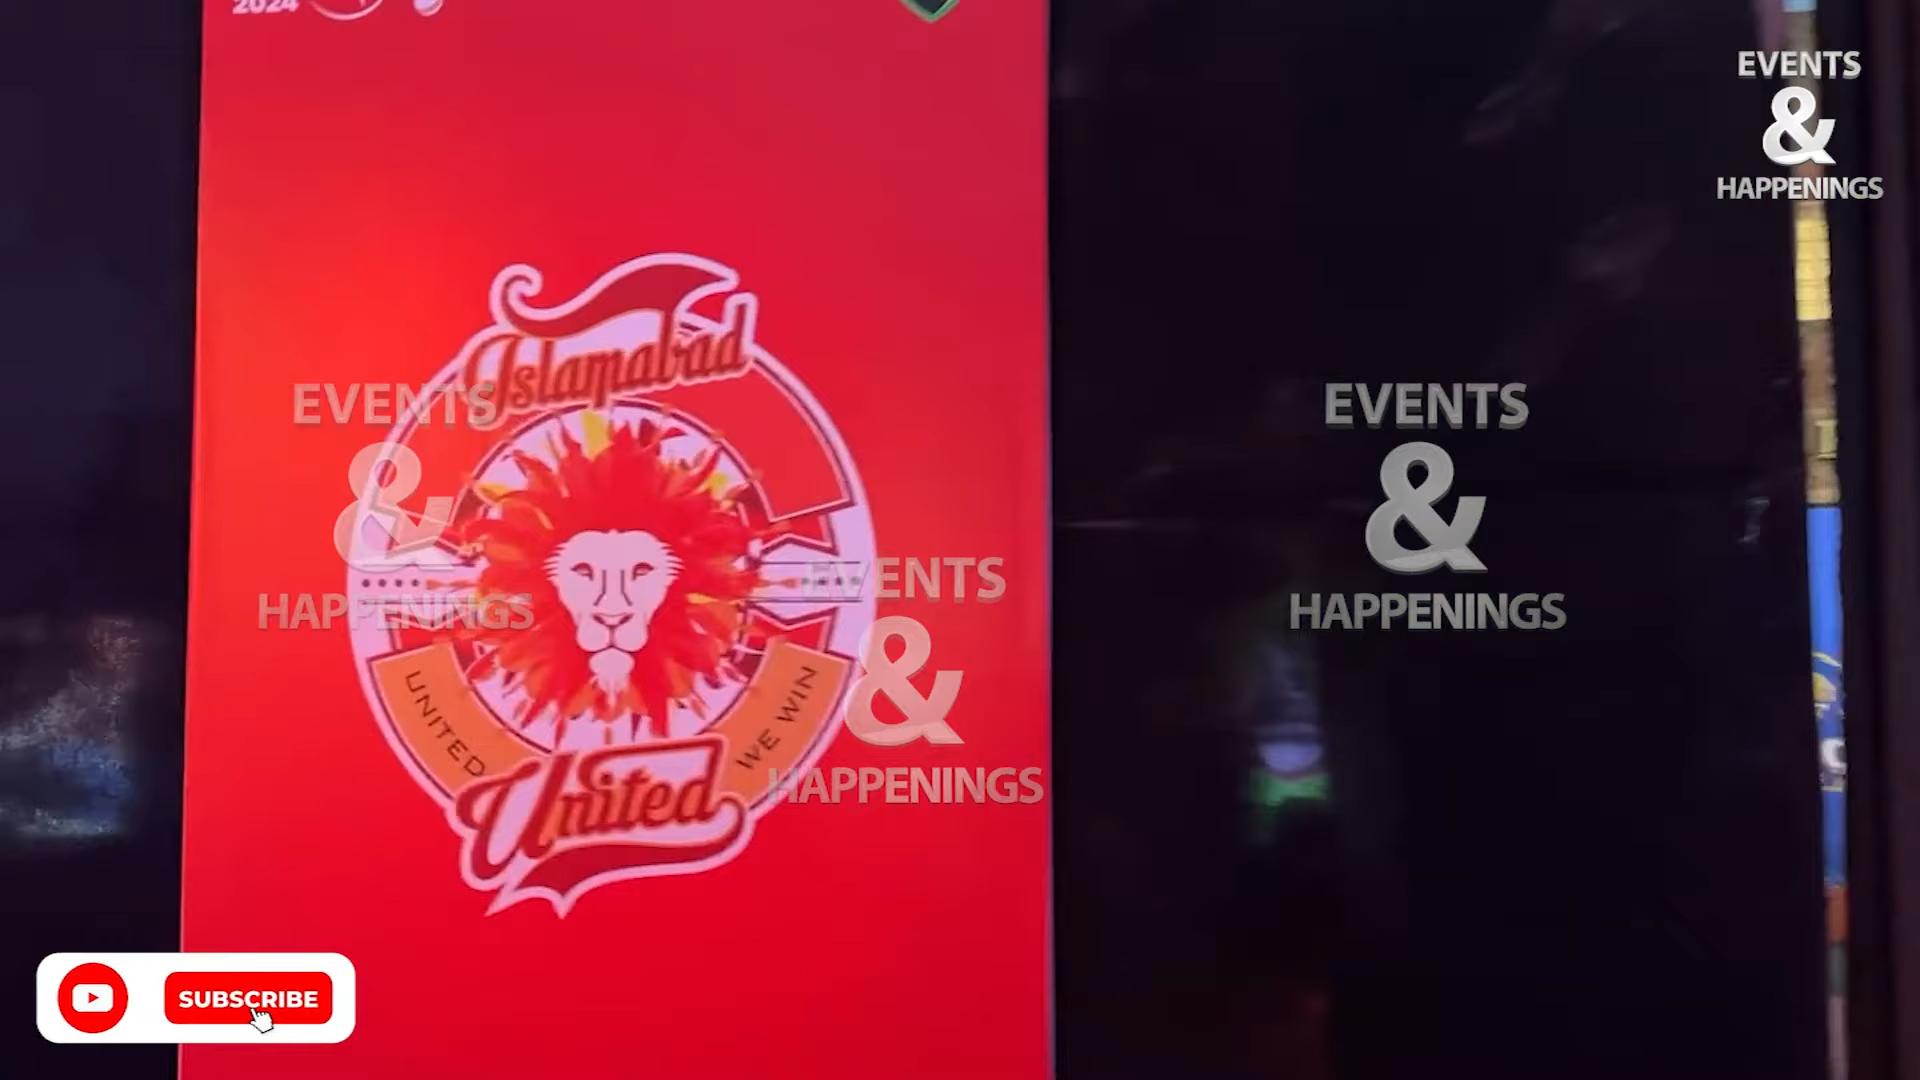 2024
EVENTS
&
HAPPENINGS
Islamabad
EVENTS
&
HAPPENINGS
EVENTS
&
HAPPENINGS
EVENTS
&
HAPPENINGS
UNITED
WE WIN
United
SUBSCRIBE